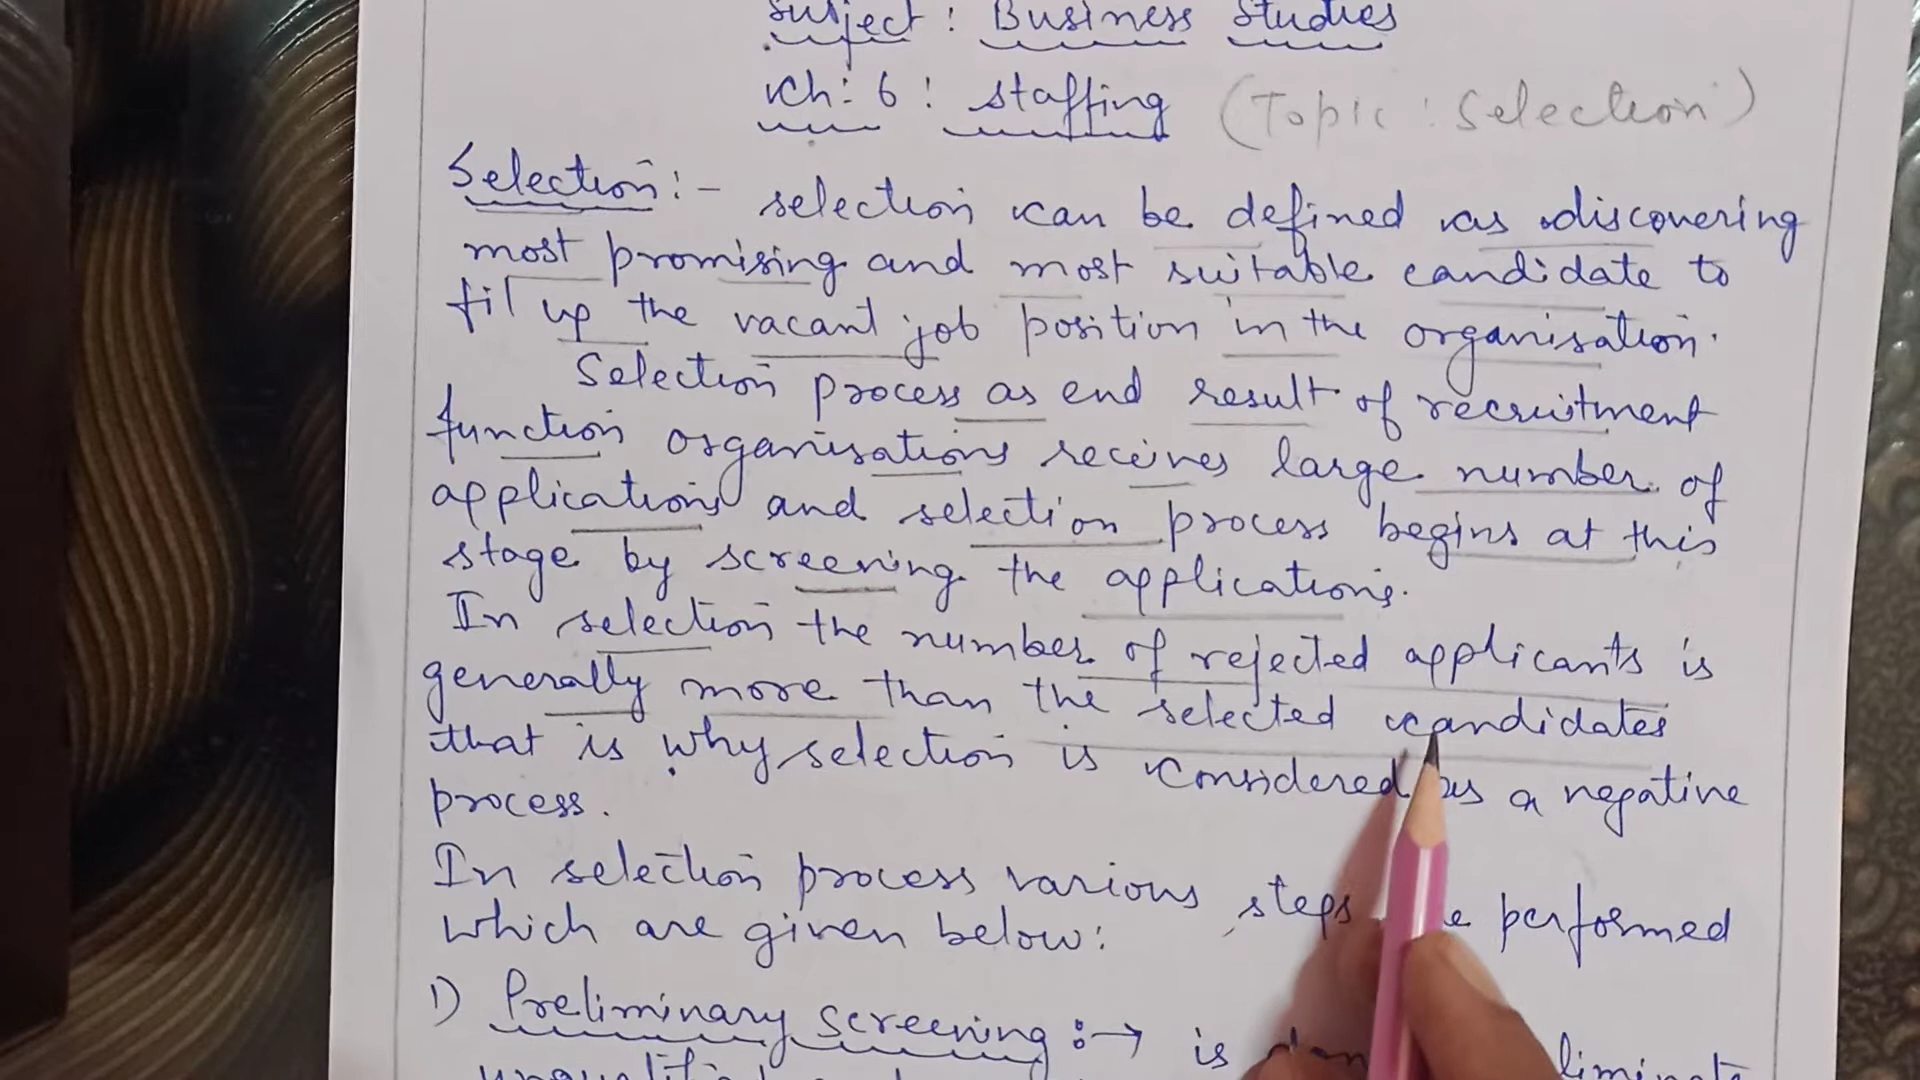 Subject : Business Studies
Ch: 6 : staffing (Topic : Selection)
Selection :- selection can be defined as discovering
most promising and most suitable candidate to
fil up the vacant job position in the organisation.
Selection process as end result of recruitment
function organisations receives large number of
applications and selection process begins at this
stage by screening the applications.
In selection the number of rejected applicants is
generally more than the selected candidates
that is why selection is considered as a negative
process.
In selection process various steps performed
which are given below:
1) Preliminary screening :→ is